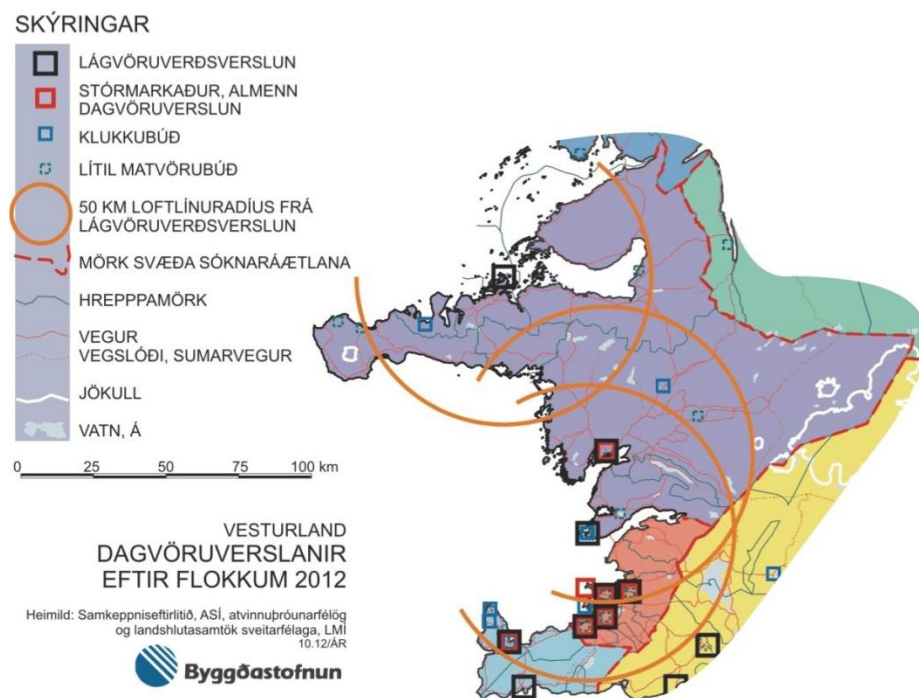 SKÝRINGAR
LÁGVÖRUVERÐSVERSLUN
STÓRMARKAÐUR, ALMENN
DAGVÖRUVERSLUN
KLUKKUBÚÐ
LÍTIL MATVÖRUBÚÐ
50 KM LOFTLÍNURADÍUS FRÁ
LÁGVÖRUVERÐSVERSLUN
MÖRK SVÆÐA SÓKNARÁÆTLANA
HREPPPAMÖRK
VEGUR
VEGSLÓÐI, SUMARVEGUR
JÖKULL
VATN, Á
0 25 50 75 100 km
VESTURLAND
DAGVÖRUVERSLANIR
EFTIR FLOKKUM 2012
Heimild: Samkeppniseftirlitið, ASÍ, atvinnuþróunarfélög
og landshlutasamtök sveitarfélaga, LMÍ
10.12/ÁR
Byggðastofnun